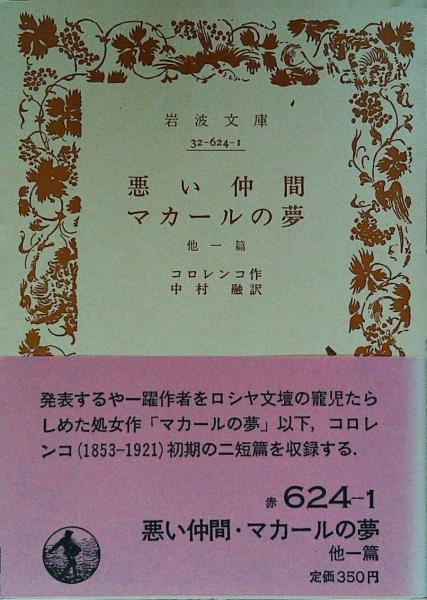 岩波文庫
32-624-1
悪い仲間
マカールの夢
他一篇
コロレンコ作
中村融訳
発表するや一躍作者をロシヤ文壇の寵児たら
しめた処女作「マカールの夢」以下，コロレ
ンコ(1853-1921)初期の二短篇を収録する．
赤 624-1
悪い仲間・マカールの夢
他一篇
定価350円